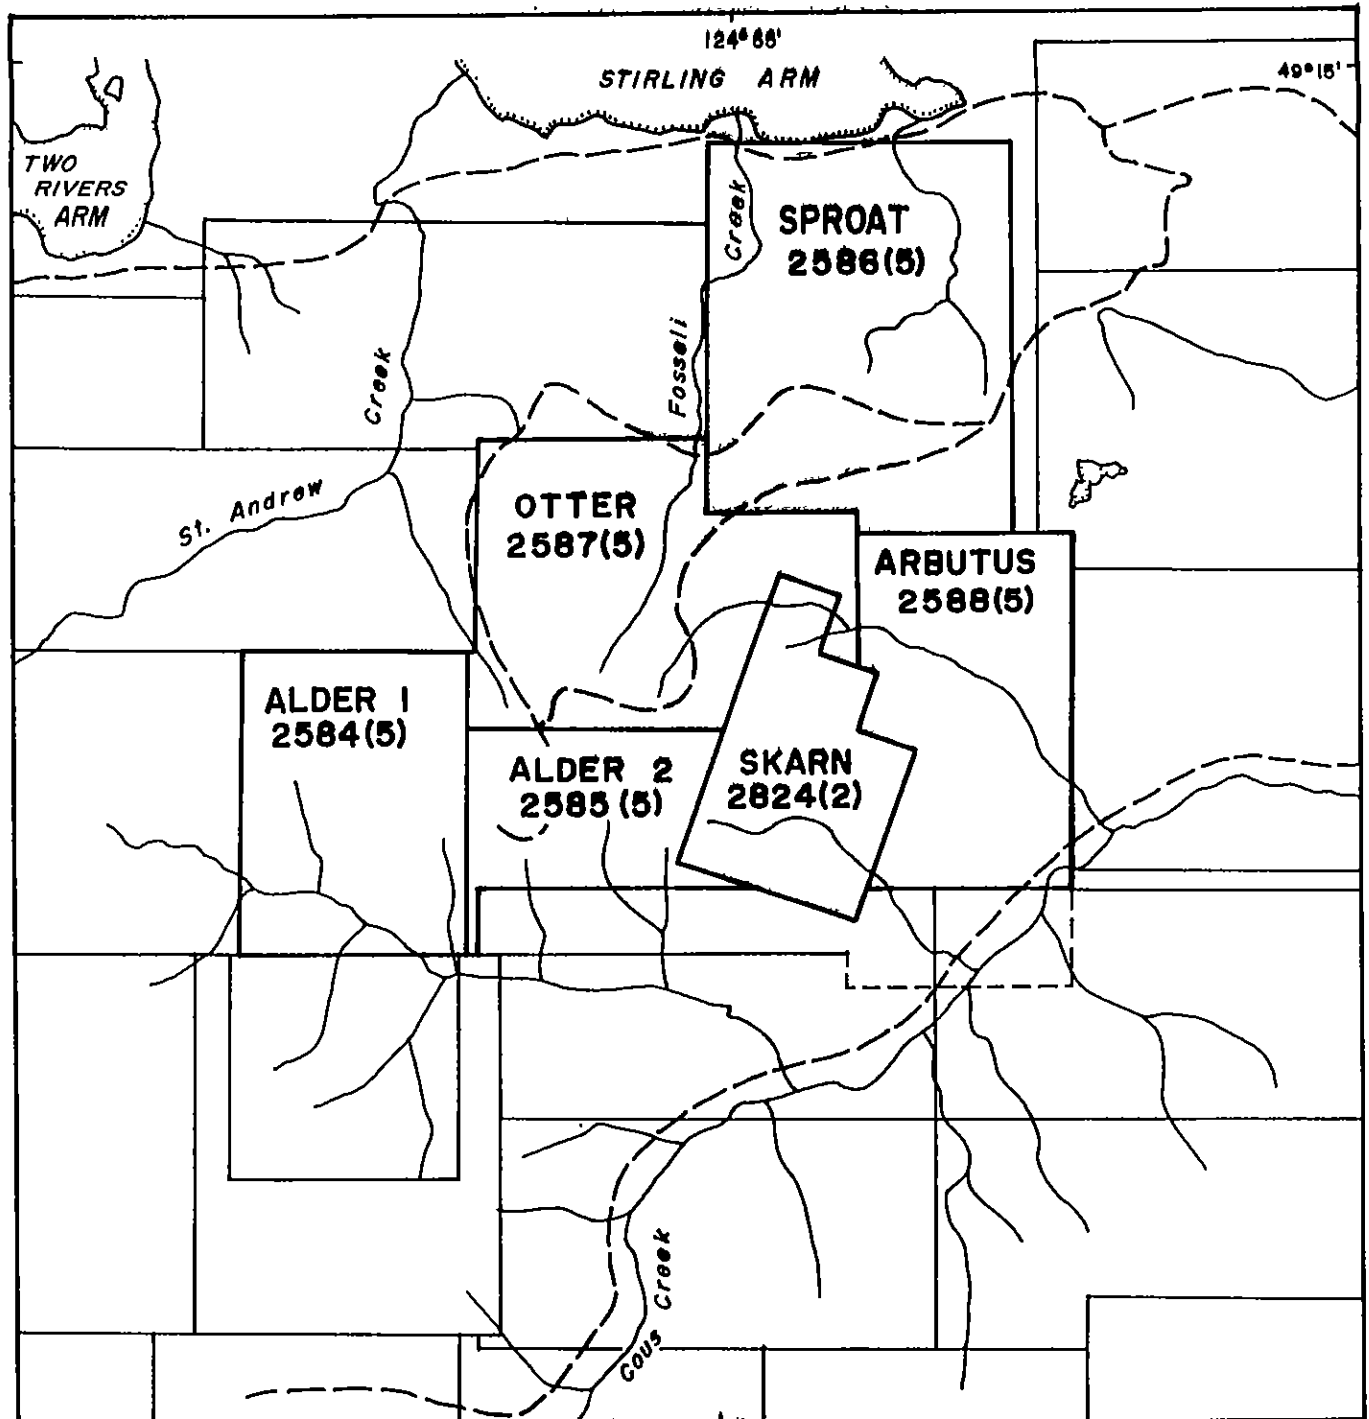 124°55'
STIRLING ARM
49°15'
TWO
RIVERS
ARM
Creek
SPROAT
2586(5)
Fosseli
Creek
St. Andrew
OTTER
2587(5)
ARBUTUS
2588(5)
ALDER 1
2584(5)
ALDER 2
2585(5)
SKARN
2824(2)
Cous Creek